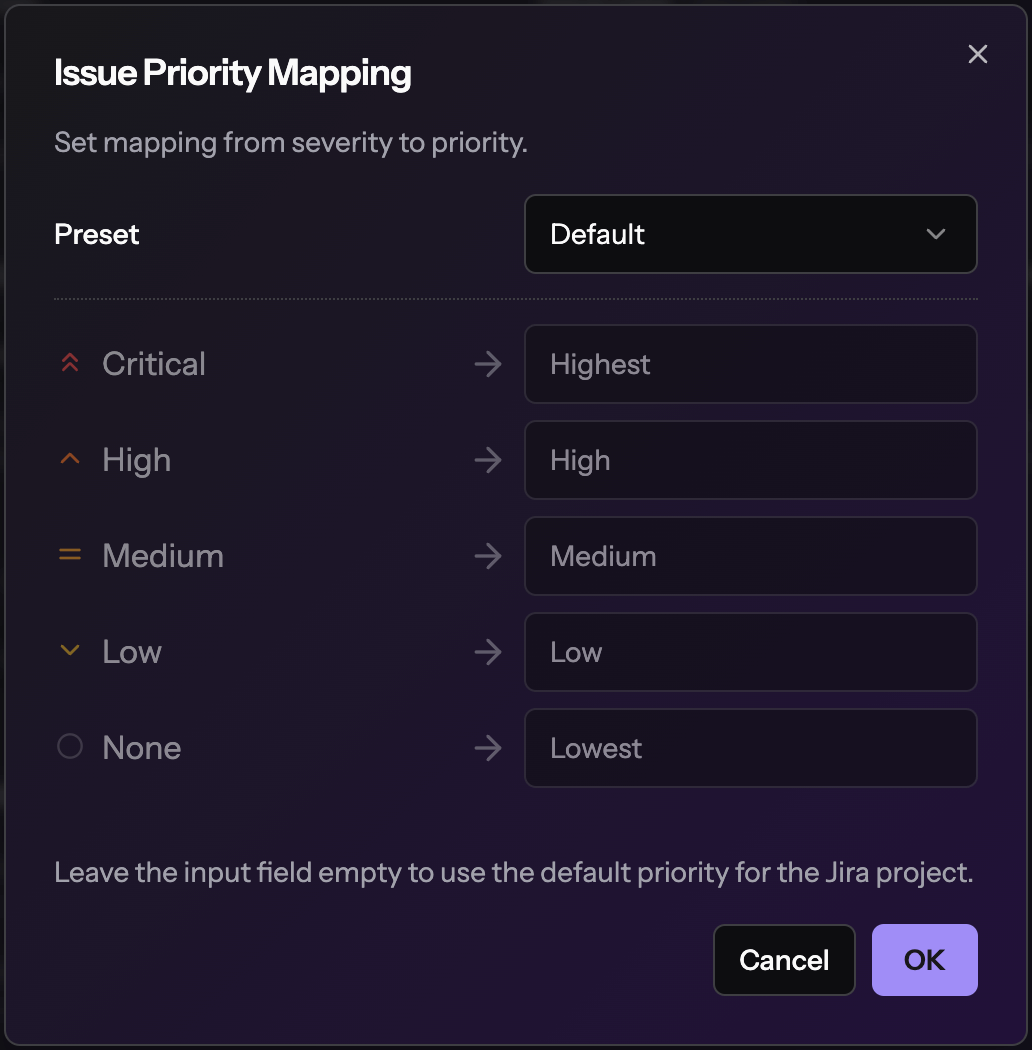 Issue Priority Mapping
Set mapping from severity to priority.
Preset
Default
Critical
Highest
High
High
Medium
Medium
Low
Low
None
Lowest
Leave the input field empty to use the default priority for the Jira project.
Cancel
OK